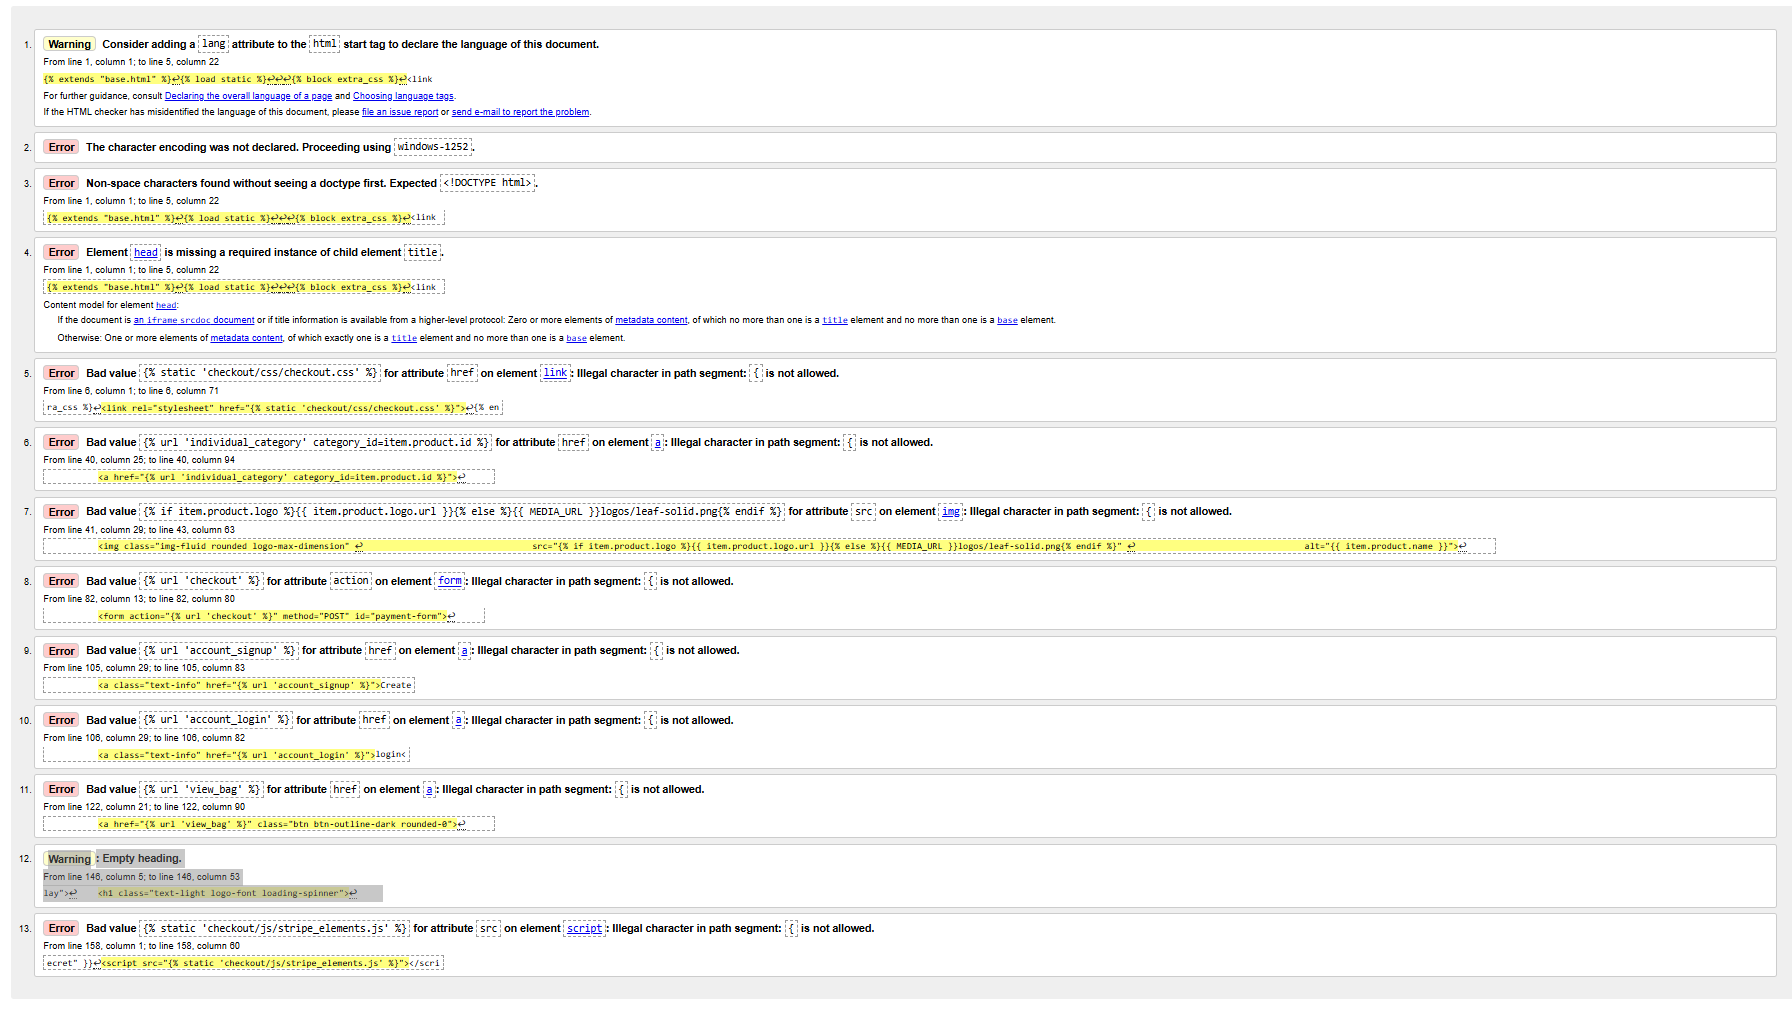 1. Warning Consider adding a lang attribute to the html start tag to declare the language of this document.
From line 1, column 1; to line 5, column 22
{% extends "base.html" %}↩{% load static %}↩↩↩{% block extra_css %}↩<link
For further guidance, consult Declaring the overall language of a page and Choosing language tags.
If the HTML checker has misidentified the language of this document, please file an issue report or send e-mail to report the problem.
2. Error The character encoding was not declared. Proceeding using windows-1252.
3. Error Non-space characters found without seeing a doctype first. Expected <!DOCTYPE html>.
From line 1, column 1; to line 5, column 22
{% extends "base.html" %}↩{% load static %}↩↩↩{% block extra_css %}↩<link
4. Error Element head is missing a required instance of child element title.
From line 1, column 1; to line 5, column 22
{% extends "base.html" %}↩{% load static %}↩↩↩{% block extra_css %}↩<link
Content model for element head:
If the document is an iframe srcdoc document or if title information is available from a higher-level protocol: Zero or more elements of metadata content, of which no more than one is a title element and no more than one is a base element.
Otherwise: One or more elements of metadata content, of which exactly one is a title element and no more than one is a base element.
5. Error Bad value {% static 'checkout/css/checkout.css' %} for attribute href on element link: Illegal character in path segment: { is not allowed.
From line 6, column 1; to line 6, column 71
ra_css %}↩<link rel="stylesheet" href="{% static 'checkout/css/checkout.css' %}">↩{% en
6. Error Bad value {% url 'individual_category' category_id=item.product.id %} for attribute href on element a: Illegal character in path segment: { is not allowed.
From line 40, column 25; to line 40, column 94
<a href="{% url 'individual_category' category_id=item.product.id %}">↩
7. Error Bad value {% if item.product.logo %}{{ item.product.logo.url }}{% else %}{{ MEDIA_URL }}logos/leaf-solid.png{% endif %} for attribute src on element img: Illegal character in path segment: { is not allowed.
From line 41, column 29; to line 43, column 63
<img class="img-fluid rounded logo-max-dimension" ↩ src="{% if item.product.logo %}{{ item.product.logo.url }}{% else %}{{ MEDIA_URL }}logos/leaf-solid.png{% endif %}" ↩ alt="{{ item.product.name }}">↩
8. Error Bad value {% url 'checkout' %} for attribute action on element form: Illegal character in path segment: { is not allowed.
From line 82, column 13; to line 82, column 80
<form action="{% url 'checkout' %}" method="POST" id="payment-form">↩
9. Error Bad value {% url 'account_signup' %} for attribute href on element a: Illegal character in path segment: { is not allowed.
From line 105, column 29; to line 105, column 83
<a class="text-info" href="{% url 'account_signup' %}">Create
10. Error Bad value {% url 'account_login' %} for attribute href on element a: Illegal character in path segment: { is not allowed.
From line 106, column 29; to line 106, column 82
<a class="text-info" href="{% url 'account_login' %}">login<
11. Error Bad value {% url 'view_bag' %} for attribute href on element a: Illegal character in path segment: { is not allowed.
From line 122, column 21; to line 122, column 90
<a href="{% url 'view_bag' %}" class="btn btn-outline-dark rounded-0">↩
12. Warning : Empty heading.
From line 146, column 5; to line 146, column 53
lay">↩ <h1 class="text-light logo-font loading-spinner">↩
13. Error Bad value {% static 'checkout/js/stripe_elements.js' %} for attribute src on element script: Illegal character in path segment: { is not allowed.
From line 158, column 1; to line 158, column 60
ecret" }}↩<script src="{% static 'checkout/js/stripe_elements.js' %}"></scri